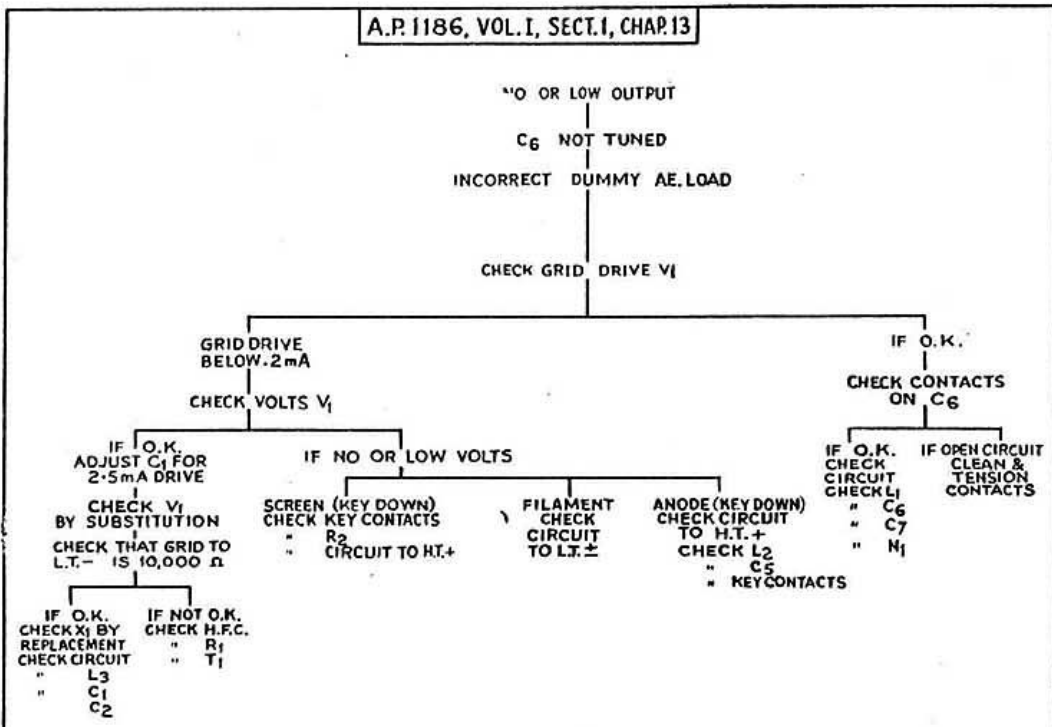 A.P. 1186, VOL. I, SECT. 1, CHAP. 13
NO OR LOW OUTPUT
C6 NOT TUNED
INCORRECT DUMMY AE. LOAD
CHECK GRID DRIVE V1
GRID DRIVE
BELOW .2mA
CHECK VOLTS V1
IF O.K.
ADJUST C1 FOR
2.5mA DRIVE
CHECK V1
BY SUBSTITUTION
CHECK THAT GRID TO
L.T.- IS 10,000 Ω
IF O.K.
CHECK X1 BY
REPLACEMENT
CHECK CIRCUIT
" L3
" C1
C2
IF NOT O.K.
CHECK H.F.C.
" R1
" T1
IF NO OR LOW VOLTS
SCREEN (KEY DOWN)
CHECK KEY CONTACTS
" R2
" CIRCUIT TO H.T.+
FILAMENT
CHECK
CIRCUIT
TO L.T. ±
ANODE (KEY DOWN)
CHECK CIRCUIT
TO H.T.+
CHECK L2
" C5
" KEY CONTACTS
IF O.K.
CHECK CONTACTS
ON C6
IF O.K.
CHECK
CIRCUIT
CHECK L1
" C6
" C7
" N1
IF OPEN CIRCUIT
CLEAN &
TENSION
CONTACTS